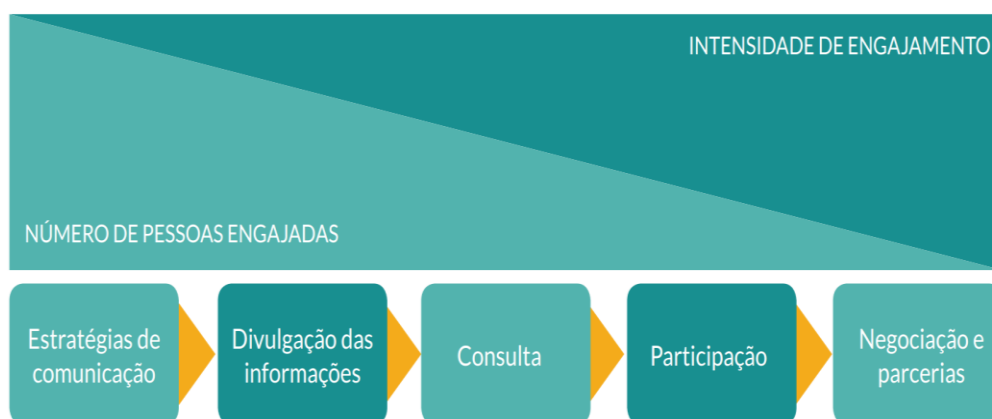 INTENSIDADE DE ENGAJAMENTO
NÚMERO DE PESSOAS ENGAJADAS
Estratégias de
comunicação
Divulgação das
informações
Consulta
Participação
Negociação e
parcerias